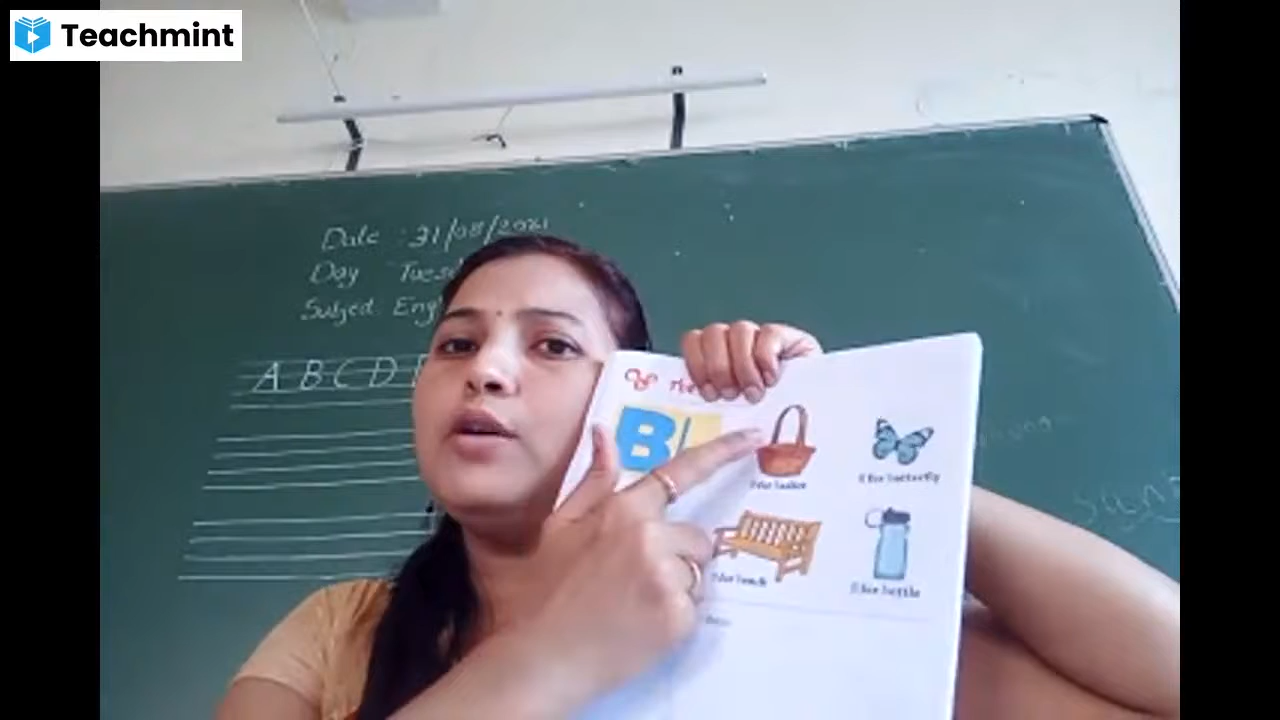 Teachmint
Date : 31/08/2021
Day Tues
Subject: Eng
A B C D
B
for basket
B for butterfly
for bench
B for bottle